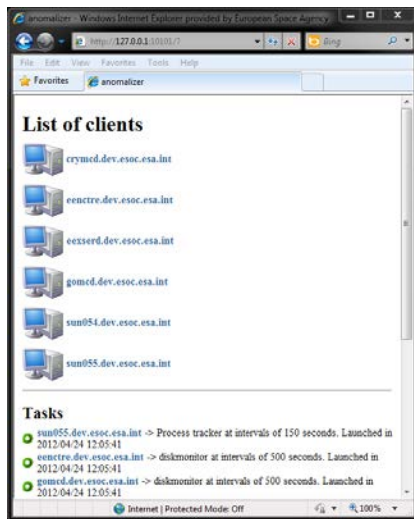 anomalizer - Windows Internet Explorer provided by European Space Agency
http://127.0.0.1:10101/?
Bing
File Edit View Favorites Tools Help
Favorites
anomalizer
List of clients
crymcd.dev.esoc.esa.int
eenctre.dev.esoc.esa.int
eexserd.dev.esoc.esa.int
gomcd.dev.esoc.esa.int
sun054.dev.esoc.esa.int
sun055.dev.esoc.esa.int
Tasks
sun055.dev.esoc.esa.int -> Process tracker at intervals of 150 seconds. Launched in
2012/04/24 12:05:41
eenctre.dev.esoc.esa.int -> diskmonitor at intervals of 500 seconds. Launched in
2012/04/24 12:05:41
gomcd.dev.esoc.esa.int -> diskmonitor at intervals of 500 seconds. Launched in
2012/04/24 12:05:41
Internet | Protected Mode: Off
100%